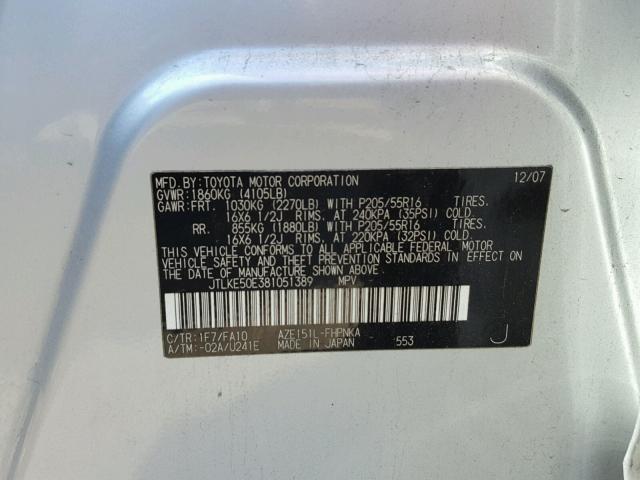 MFD. BY: TOYOTA MOTOR CORPORATION 12/07
GVWR: 1860KG (4105LB)
GAWR: FRT. 1030KG (2270LB) WITH P205/55R16 TIRES.
16X6 1/2J RIMS. AT 240KPA (35PSI) COLD.
RR. 855KG (1880LB) WITH P205/55R16 TIRES.
16X6 1/2J RIMS. AT 220KPA (32PSI) COLD.
THIS VEHICLE CONFORMS TO ALL APPLICABLE FEDERAL MOTOR
VEHICLE SAFETY AND THEFT PREVENTION STANDARDS IN EFFECT
ON THE DATE OF MANUFACTURE SHOWN ABOVE.
JTLKE50E381051389 MPV
C/TR: 1F7/FA10 AZE151L-FHPNKA
A/TM: -02A/U241E MADE IN JAPAN 553 J